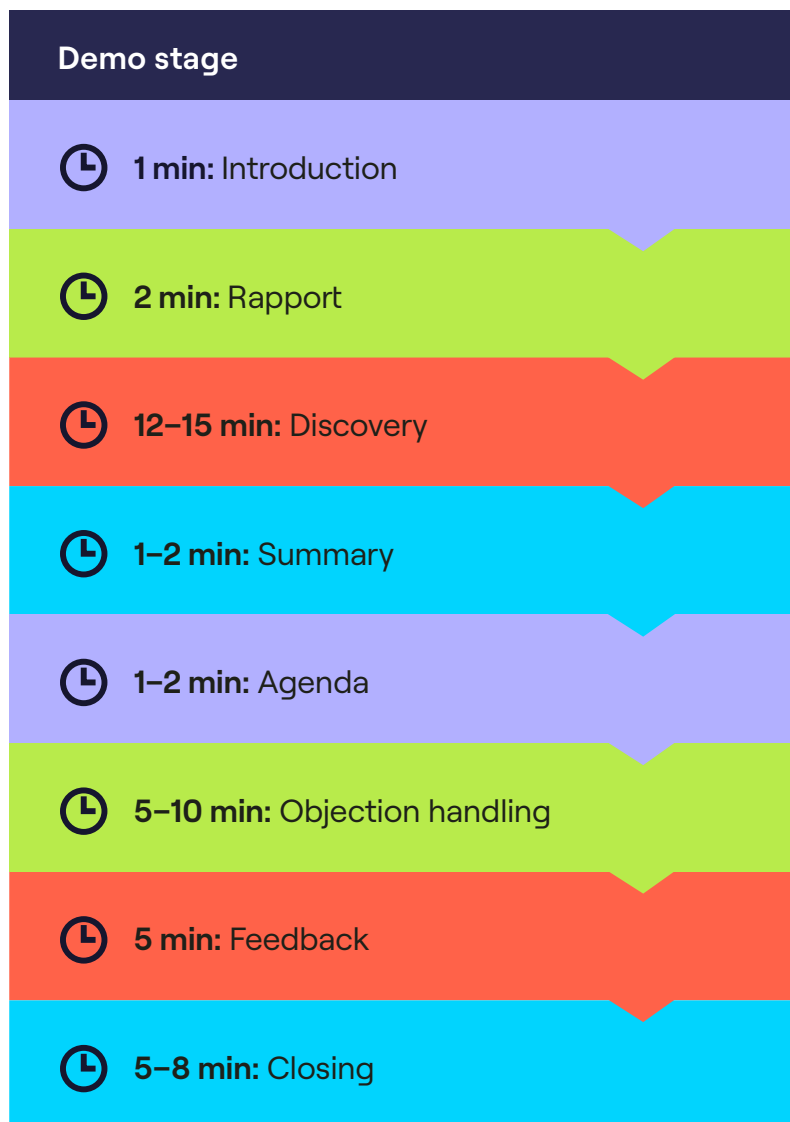 Demo stage
1 min: Introduction
2 min: Rapport
12–15 min: Discovery
1–2 min: Summary
1–2 min: Agenda
5–10 min: Objection handling
5 min: Feedback
5–8 min: Closing